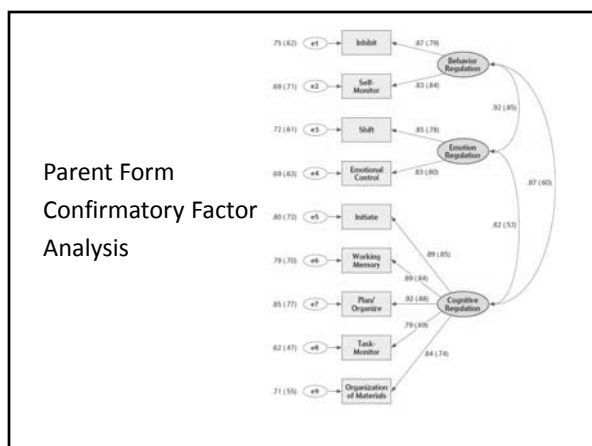 Parent Form
Confirmatory Factor
Analysis
.75 (.62)
e1
Inhibit
.87 (.79)
Behavior
Regulation
.69 (.71)
e2
Self-
Monitor
.83 (.84)
.92 (.85)
.72 (.61)
e3
Shift
.85 (.78)
Emotion
Regulation
.69 (.63)
e4
Emotional
Control
.83 (.80)
.87 (.60)
.82 (.53)
.80 (.72)
e5
Initiate
.89 (.85)
.79 (.70)
e6
Working
Memory
.89 (.84)
.85 (.77)
e7
Plan/
Organize
.92 (.88)
Cognitive
Regulation
.62 (.47)
e8
Task-
Monitor
.79 (.69)
.71 (.55)
e9
Organization
of Materials
.84 (.74)